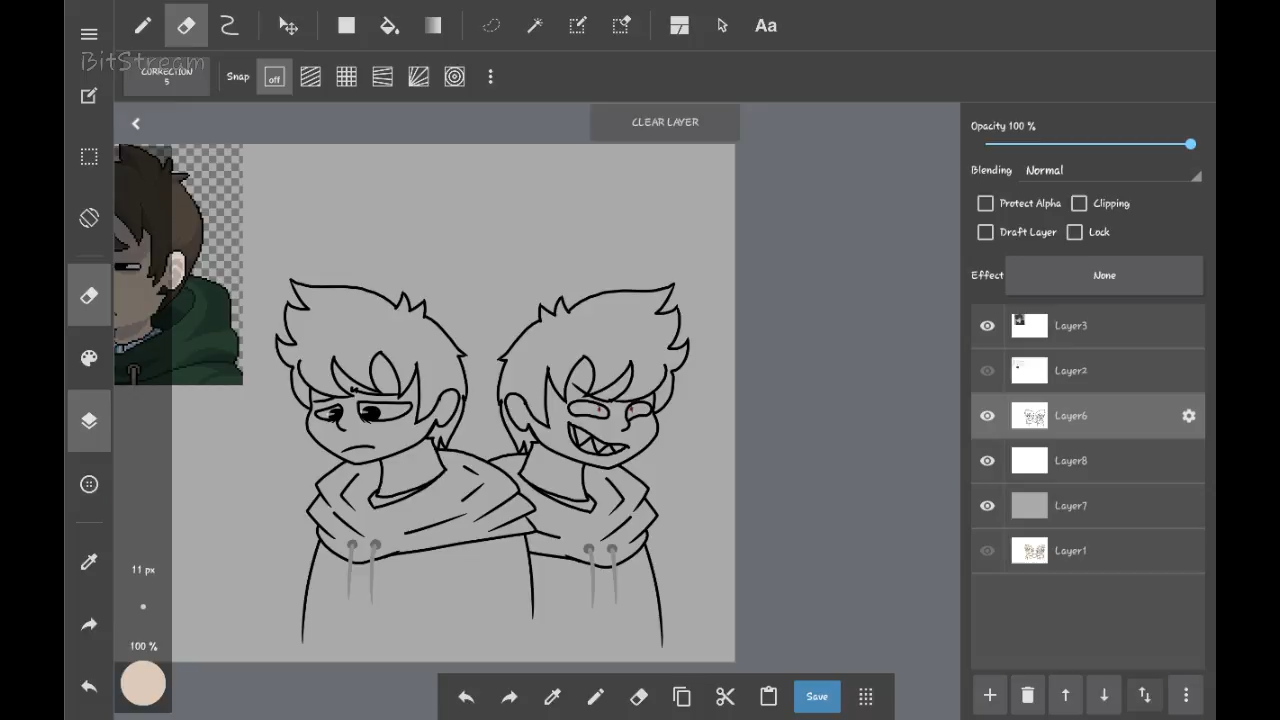 Aa
BitStream
CORRECTION
5
Snap
off
CLEAR LAYER
Opacity 100 %
Blending Normal
Protect Alpha Clipping
Draft Layer Lock
Effect None
Layer3
Layer2
Layer6
Layer8
Layer7
Layer1
11 px
100 %
Save